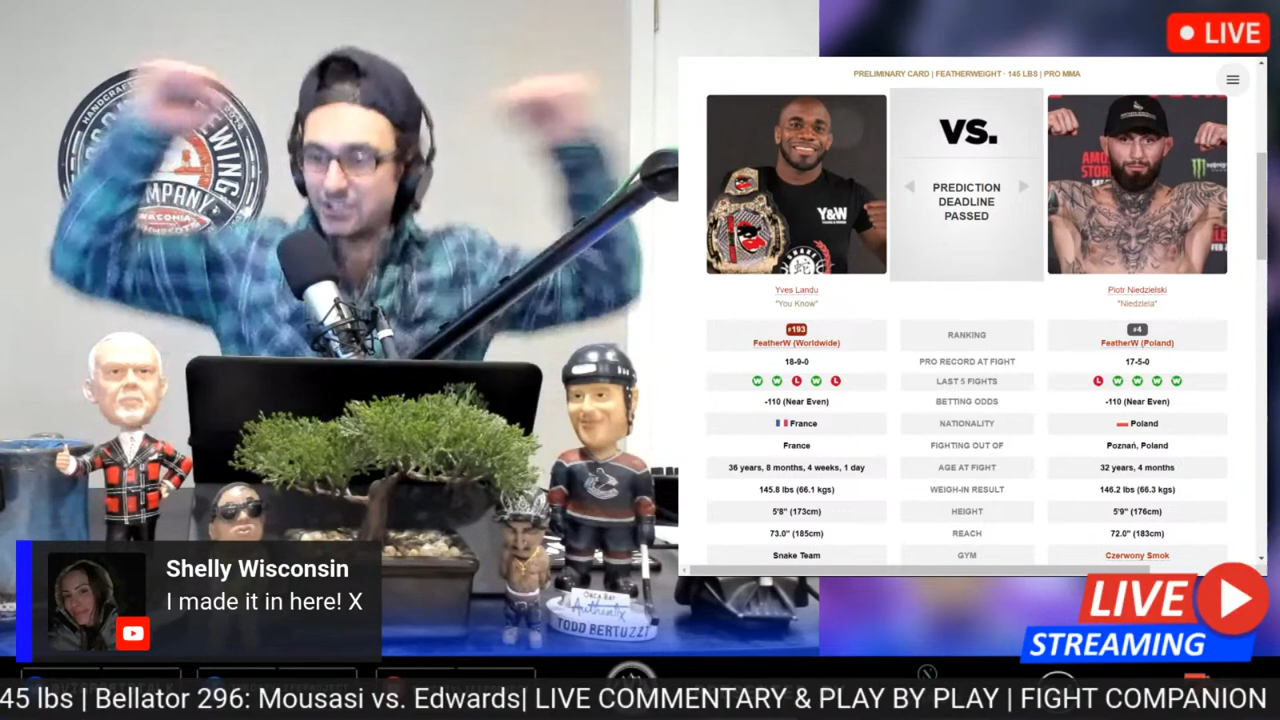 LIVE
PRELIMINARY CARD | FEATHERWEIGHT · 145 LBS | PRO MMA
HANDCRAFTED
COMPANY
WACONIA
VS.
PREDICTION
DEADLINE
PASSED
Y&W
Yves Landu
"You Know"
Piotr Niedzielski
"Niedziela"
#193 RANKING #4
FeatherW (Worldwide) FeatherW (Poland)
18-9-0 PRO RECORD AT FIGHT 17-5-0
W W L W L LAST 5 FIGHTS L W W W W
-110 (Near Even) BETTING ODDS -110 (Near Even)
France NATIONALITY Poland
France FIGHTING OUT OF Poznań, Poland
36 years, 8 months, 4 weeks, 1 day AGE AT FIGHT 32 years, 4 months
145.8 lbs (66.1 kgs) WEIGH-IN RESULT 146.2 lbs (66.3 kgs)
5'8" (173cm) HEIGHT 5'9" (176cm)
73.0" (185cm) REACH 72.0" (183cm)
Snake Team GYM Czerwony Smok
Shelly Wisconsin
I made it in here! X
Authentix
TODD BERTUZZI
LIVE
STREAMING
45 lbs | Bellator 296: Mousasi vs. Edwards| LIVE COMMENTARY & PLAY BY PLAY | FIGHT COMPANION